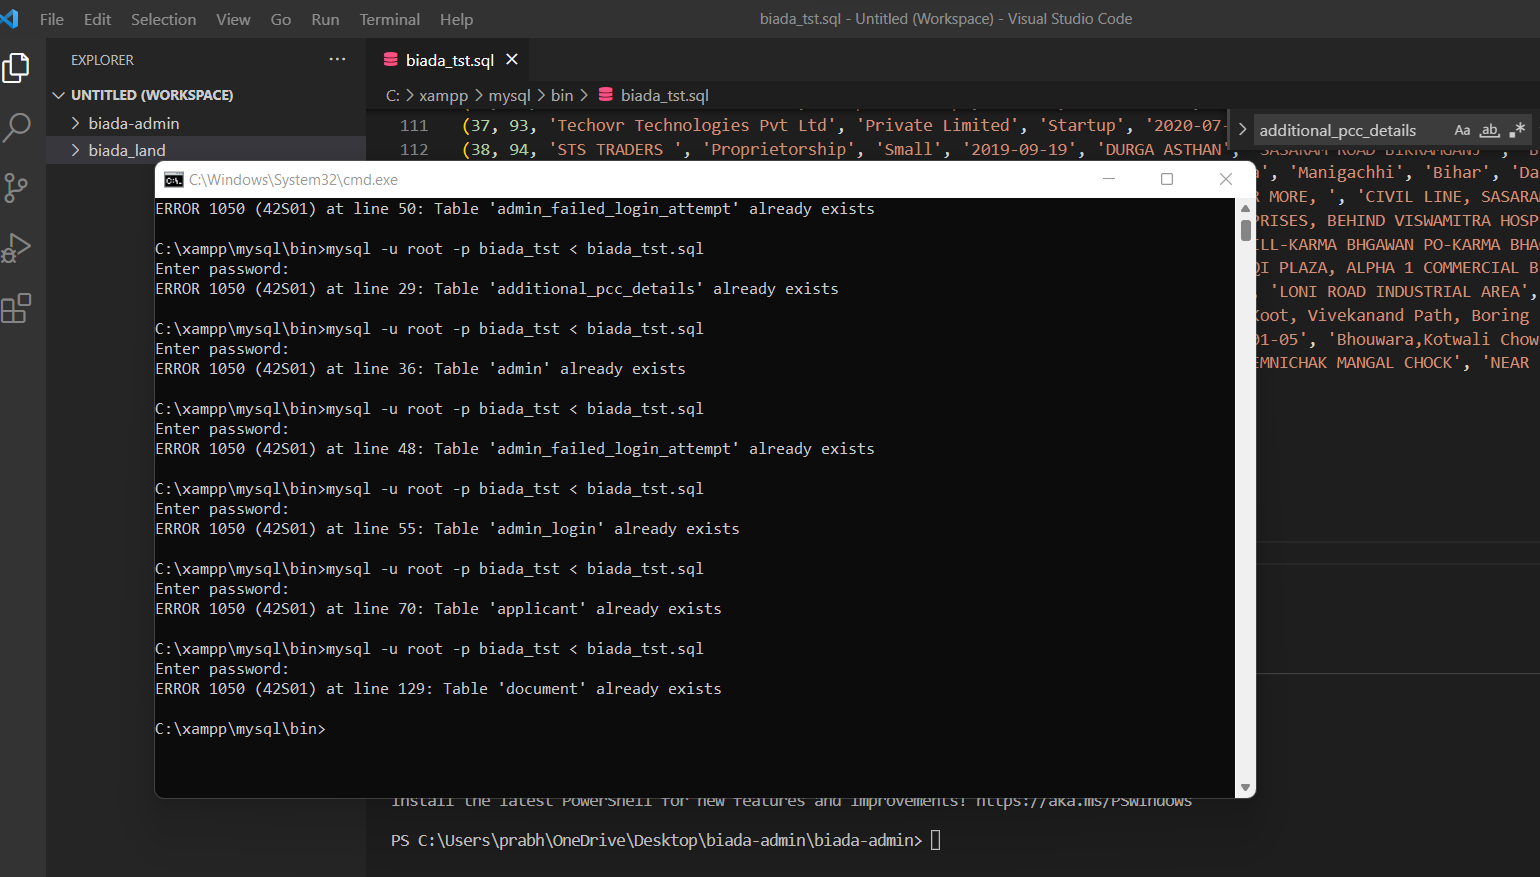 File Edit Selection View Go Run Terminal Help
biada_tst.sql - Untitled (Workspace) - Visual Studio Code
EXPLORER
biada_tst.sql
UNTITLED (WORKSPACE)
C: > xampp > mysql > bin > biada_tst.sql
biada-admin
111 (37, 93, 'Techovr Technologies Pvt Ltd', 'Private Limited', 'Startup', '2020-07-
additional_pcc_details
Aa ab
biada_land
112 (38, 94, 'STS TRADERS ', 'Proprietorship', 'Small', '2019-09-19', 'DURGA ASTHAN', 'SASARAM ROAD BIKRAMGANJ
C:\Windows\System32\cmd.exe
', 'Manigachhi', 'Bihar', 'Da
MORE, ', 'CIVIL LINE, SASARA
PRISES, BEHIND VISWAMITRA HOSP
ILL-KARMA BHGAWAN PO-KARMA BHA
QI PLAZA, ALPHA 1 COMMERCIAL B
'LONI ROAD INDUSTRIAL AREA',
Koot, Vivekanand Path, Boring
01-05', 'Bhouwara,Kotwali Chow
EMNICHAK MANGAL CHOCK', 'NEAR
ERROR 1050 (42S01) at line 50: Table 'admin_failed_login_attempt' already exists
C:\xampp\mysql\bin>mysql -u root -p biada_tst < biada_tst.sql
Enter password:
ERROR 1050 (42S01) at line 29: Table 'additional_pcc_details' already exists
C:\xampp\mysql\bin>mysql -u root -p biada_tst < biada_tst.sql
Enter password:
ERROR 1050 (42S01) at line 36: Table 'admin' already exists
C:\xampp\mysql\bin>mysql -u root -p biada_tst < biada_tst.sql
Enter password:
ERROR 1050 (42S01) at line 48: Table 'admin_failed_login_attempt' already exists
C:\xampp\mysql\bin>mysql -u root -p biada_tst < biada_tst.sql
Enter password:
ERROR 1050 (42S01) at line 55: Table 'admin_login' already exists
C:\xampp\mysql\bin>mysql -u root -p biada_tst < biada_tst.sql
Enter password:
ERROR 1050 (42S01) at line 70: Table 'applicant' already exists
C:\xampp\mysql\bin>mysql -u root -p biada_tst < biada_tst.sql
Enter password:
ERROR 1050 (42S01) at line 129: Table 'document' already exists
C:\xampp\mysql\bin>
Install the latest PowerShell for new features and improvements! https://aka.ms/PSWindows
PS C:\Users\prabh\OneDrive\Desktop\biada-admin\biada-admin>